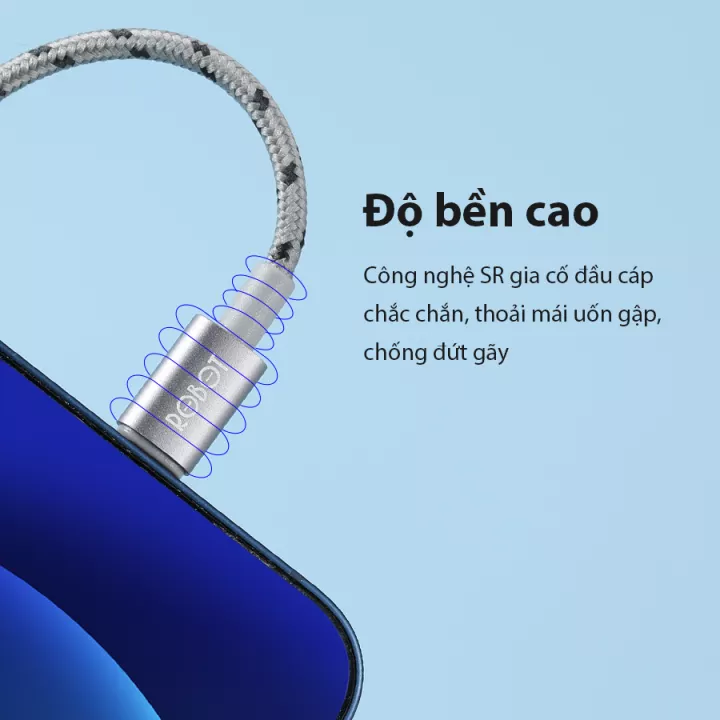 Độ bền cao
Công nghệ SR gia cố đầu cáp
chắc chắn, thoải mái uốn gập,
chống đứt gãy
ROBOT